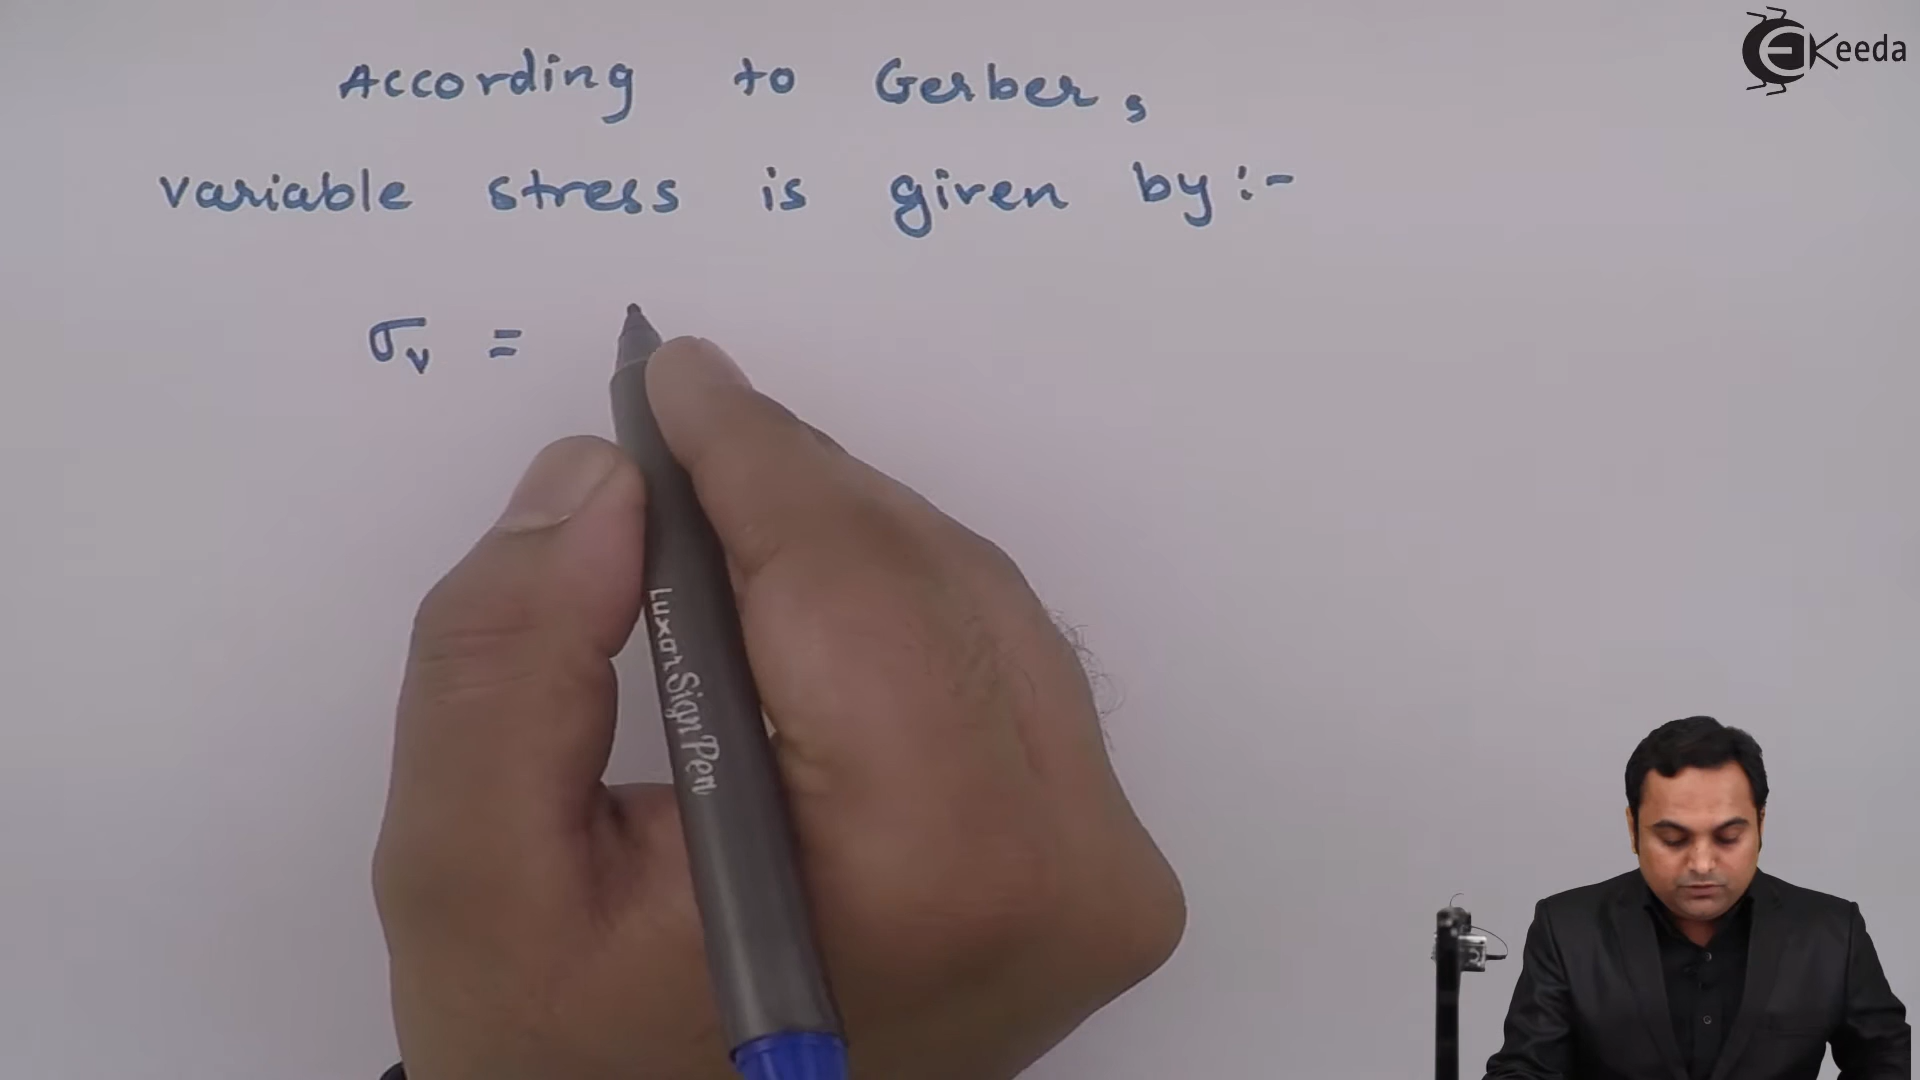 Keeda
According to Gerber,
variable stress is given by:-
σv =
Luxor Sign Pen